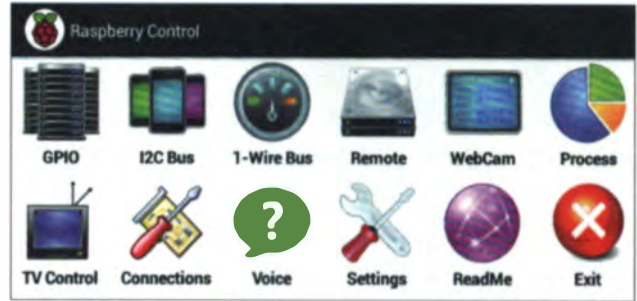 Raspberry Control
GPIO I2C Bus 1-Wire Bus Remote WebCam Process
?
TV Control Connections Voice Settings ReadMe Exit